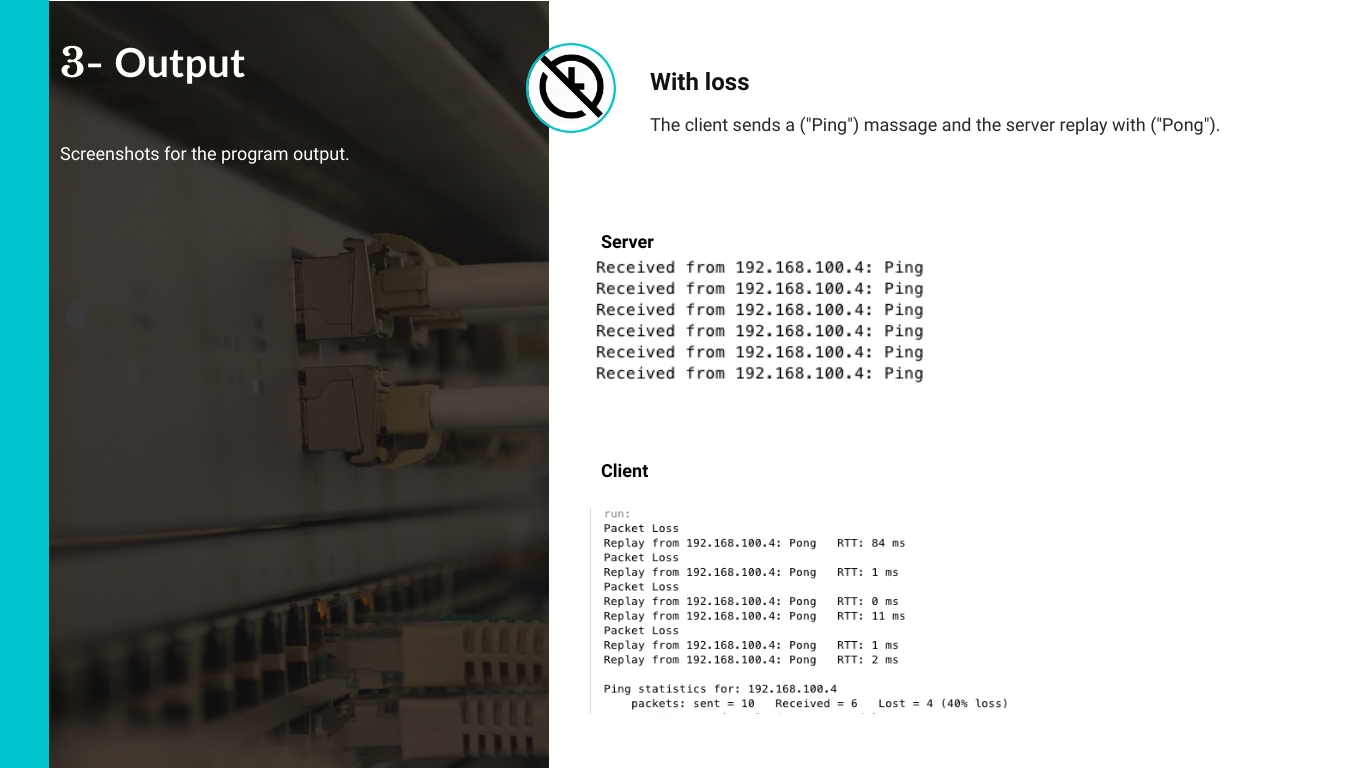 3- Output
Screenshots for the program output.
With loss
The client sends a ("Ping") massage and the server replay with ("Pong").
Server
Received from 192.168.100.4: Ping
Received from 192.168.100.4: Ping
Received from 192.168.100.4: Ping
Received from 192.168.100.4: Ping
Received from 192.168.100.4: Ping
Received from 192.168.100.4: Ping
Client
run:
Packet Loss
Replay from 192.168.100.4: Pong RTT: 84 ms
Packet Loss
Replay from 192.168.100.4: Pong RTT: 1 ms
Packet Loss
Replay from 192.168.100.4: Pong RTT: 0 ms
Replay from 192.168.100.4: Pong RTT: 11 ms
Packet Loss
Replay from 192.168.100.4: Pong RTT: 1 ms
Replay from 192.168.100.4: Pong RTT: 2 ms
Ping statistics for: 192.168.100.4
packets: sent = 10 Received = 6 Lost = 4 (40% loss)